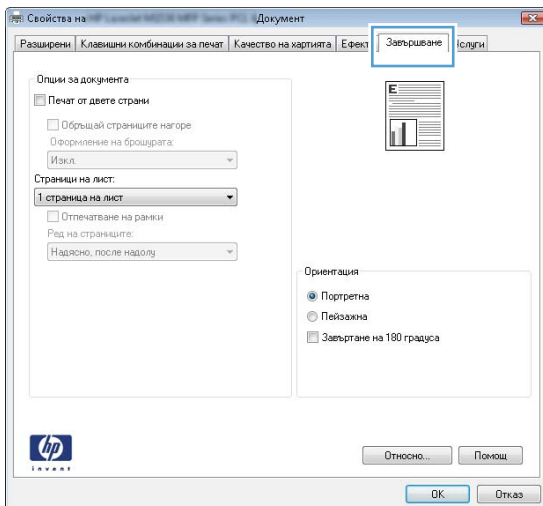 Свойства на Документ
Разширени Клавишни комбинации за печат Качество на хартията Ефект Завършване слуги
Опции за документа
Печат от двете страни
Обръщай страниците нагоре
Оформление на брошурата:
Изкл.
Страници на лист:
1 страница на лист
Отпечатване на рамки
Ред на страниците:
Надясно, после надолу
E
Ориентация
Портретна
Пейзажна
Завъртане на 180 градуса
hp
invent
Относно... Помощ
OK Отказ